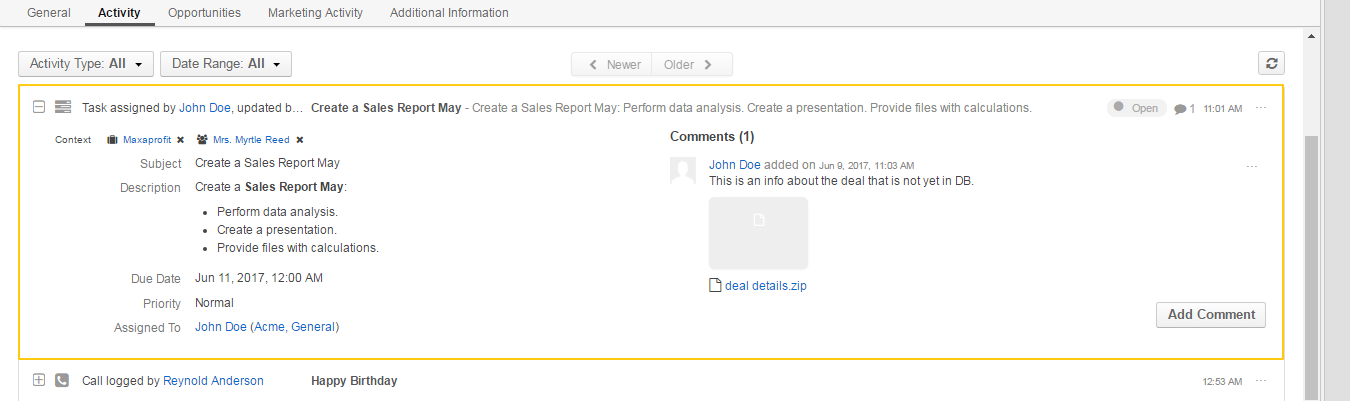 General Activity Opportunities Marketing Activity Additional Information
Activity Type: All Date Range: All Newer Older
Task assigned by John Doe, updated b... Create a Sales Report May - Create a Sales Report May: Perform data analysis. Create a presentation. Provide files with calculations. Open 1 11:01 AM ...
Context Maxaprofit Mrs. Myrtle Reed
Subject Create a Sales Report May
Description Create a Sales Report May:
• Perform data analysis.
• Create a presentation.
• Provide files with calculations.
Due Date Jun 11, 2017, 12:00 AM
Priority Normal
Assigned To John Doe (Acme, General)
Comments (1)
John Doe added on Jun 9, 2017, 11:03 AM ...
This is an info about the deal that is not yet in DB.
deal details.zip
Add Comment
Call logged by Reynold Anderson Happy Birthday 12:53 AM ...